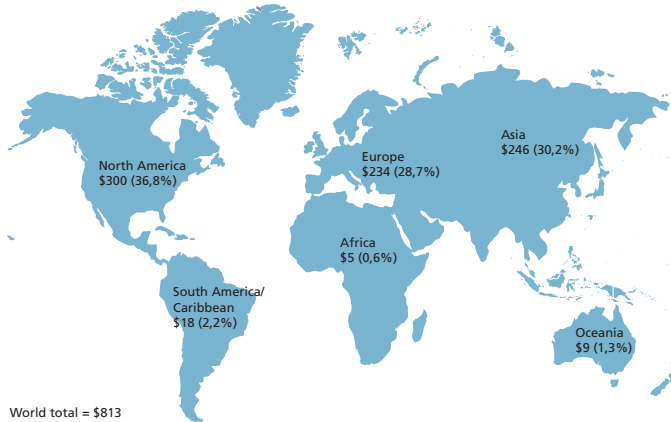 North America
$300 (36,8%)
Europe
$234 (28,7%)
Asia
$246 (30,2%)
Africa
$5 (0,6%)
South America/
Caribbean
$18 (2,2%)
Oceania
$9 (1,3%)
World total = $813